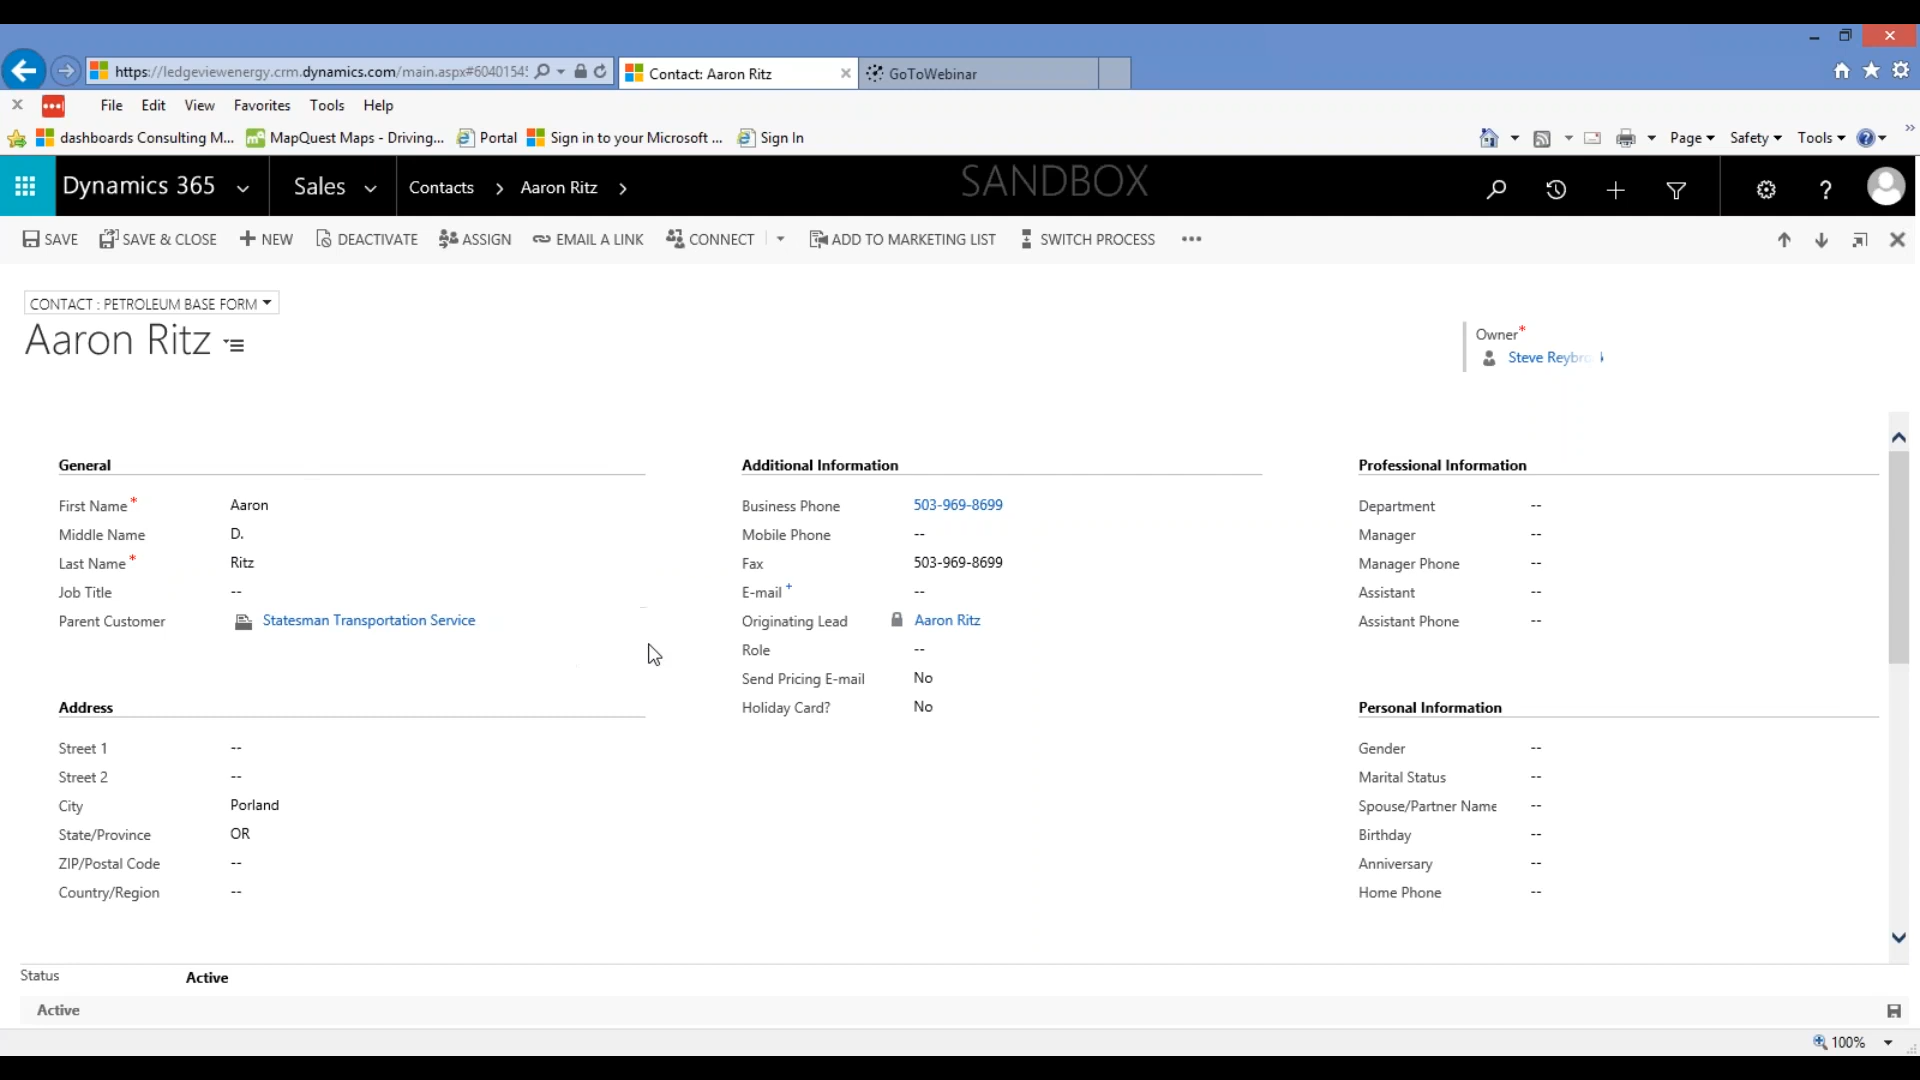 https://ledgeviewenergy.crm.dynamics.com/main.aspx#6040154 Contact: Aaron Ritz GoToWebinar
File Edit View Favorites Tools Help
dashboards Consulting M... MapQuest Maps - Driving... Portal Sign in to your Microsoft ... Sign In Page Safety Tools
Dynamics 365 Sales Contacts > Aaron Ritz > SANDBOX
SAVE SAVE & CLOSE NEW DEACTIVATE ASSIGN EMAIL A LINK CONNECT ADD TO MARKETING LIST SWITCH PROCESS •••
CONTACT : PETROLEUM BASE FORM
Aaron Ritz
Owner*
Steve
General
First Name* Aaron
Middle Name D.
Last Name* Ritz
Job Title --
Parent Customer Statesman Transportation Service
Address
Street 1 --
Street 2 --
City Porland
State/Province OR
ZIP/Postal Code --
Country/Region --
Additional Information
Business Phone 503-969-8699
Mobile Phone --
Fax 503-969-8699
E-mail+ --
Originating Lead Aaron Ritz
Role --
Send Pricing E-mail No
Holiday Card? No
Professional Information
Department --
Manager --
Manager Phone --
Assistant --
Assistant Phone --
Personal Information
Gender --
Marital Status --
Spouse/Partner Name --
Birthday --
Anniversary --
Home Phone --
Status Active
Active
100%